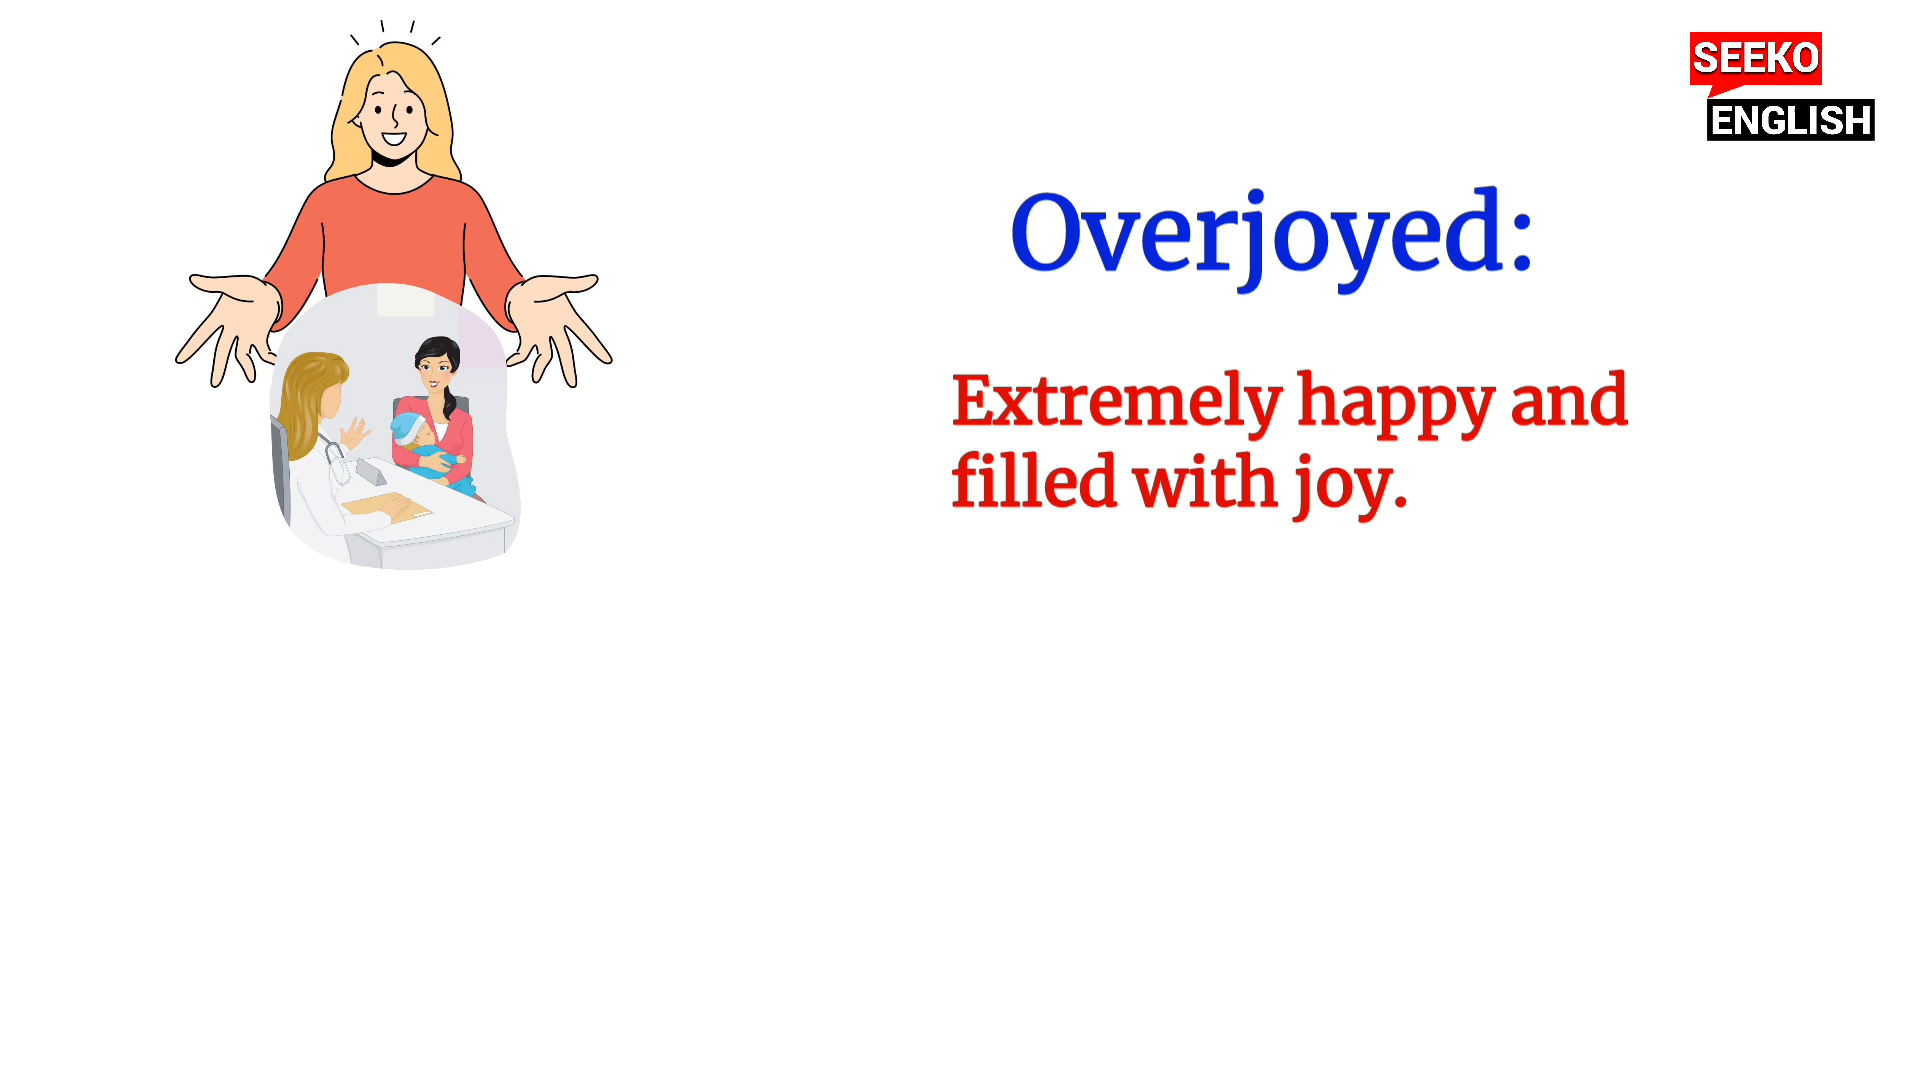 SEEKO
ENGLISH
Overjoyed:
Extremely happy and
filled with joy.